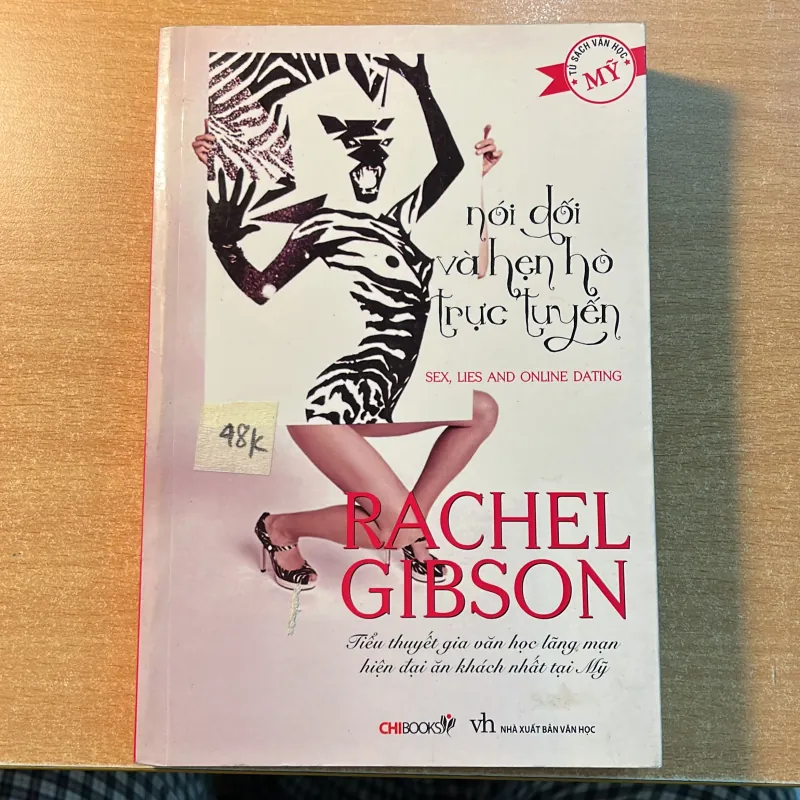 TỦ SÁCH VĂN HỌC
MỸ
nói dối
và hẹn hò
trực tuyến
SEX, LIES AND ONLINE DATING
48k
RACHEL
GIBSON
Tiểu thuyết gia văn học lãng mạn
hiện đại ăn khách nhất tại Mỹ
CHIBOOKS
vh NHÀ XUẤT BẢN VĂN HỌC